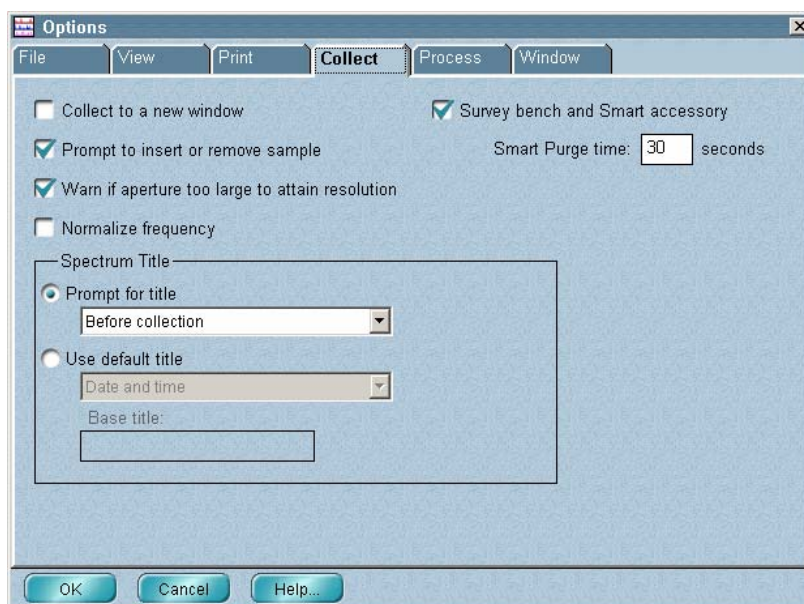 Options
File View Print Collect Process Window
Collect to a new window
Survey bench and Smart accessory
Prompt to insert or remove sample
Smart Purge time: 30 seconds
Warn if aperture too large to attain resolution
Normalize frequency
Spectrum Title
Prompt for title
Before collection
Use default title
Date and time
Base title:
OK Cancel Help...